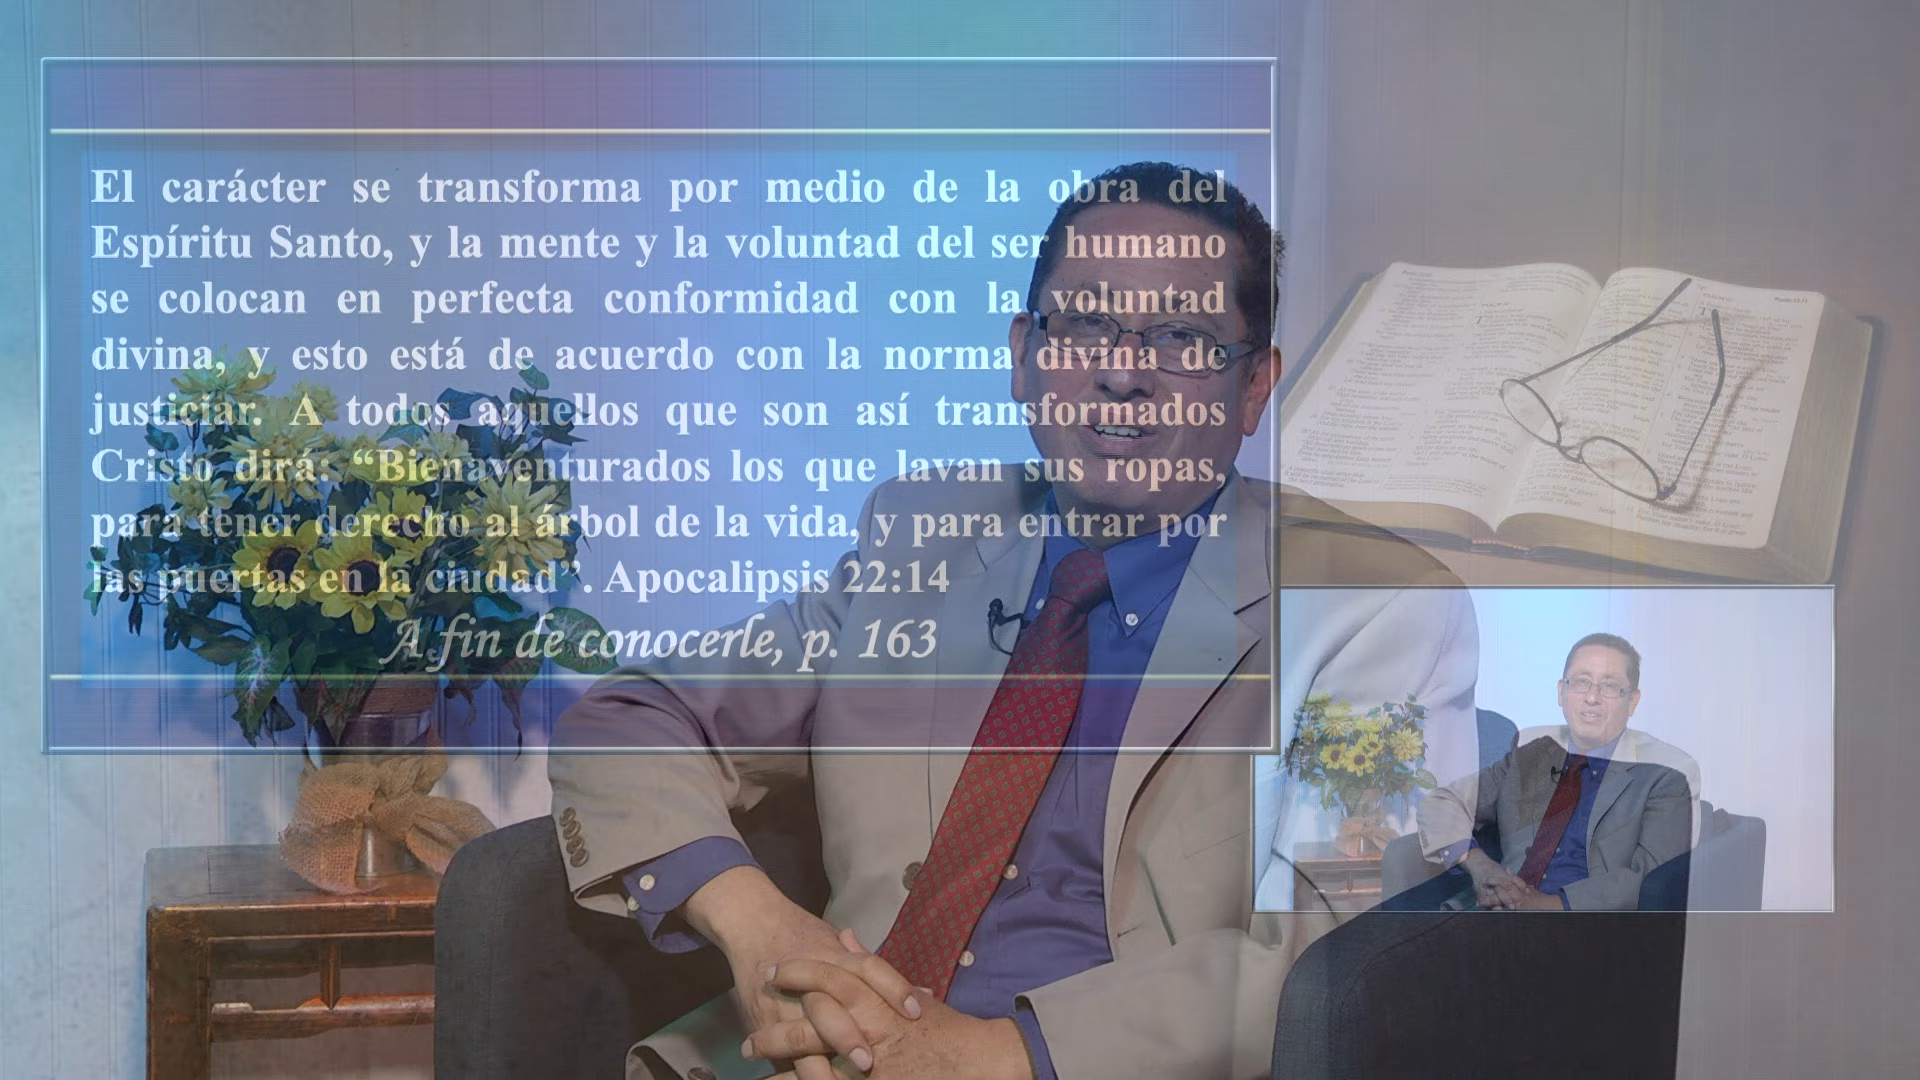 El carácter se transforma por medio de la obra del
Espíritu Santo, y la mente y la voluntad del ser humano
se colocan en perfecta conformidad con la voluntad
divina, y esto está de acuerdo con la norma divina de
justiciar. A todos aquellos que son así transformados
Cristo dirá: “Bienaventurados los que lavan sus ropas,
para tener derecho al árbol de la vida, y para entrar por
las puertas en la ciudad”. Apocalipsis 22:14
A fin de conocerle, p. 163